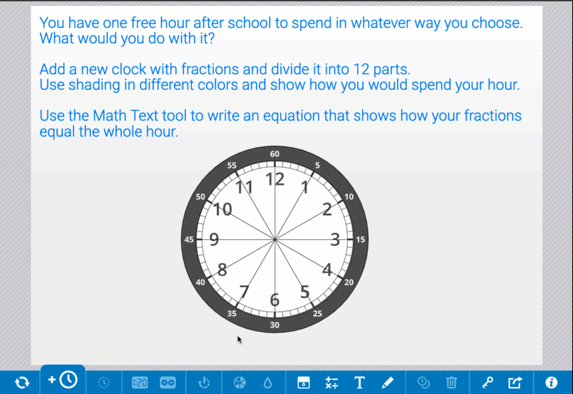 You have one free hour after school to spend in whatever way you choose.
What would you do with it?
Add a new clock with fractions and divide it into 12 parts.
Use shading in different colors and show how you would spend your hour.
Use the Math Text tool to write an equation that shows how your fractions
equal the whole hour.
60
55 5
12
11 1
50 10
10 2
45 9 3 15
8 4
40 20
7 5
6
35 25
30